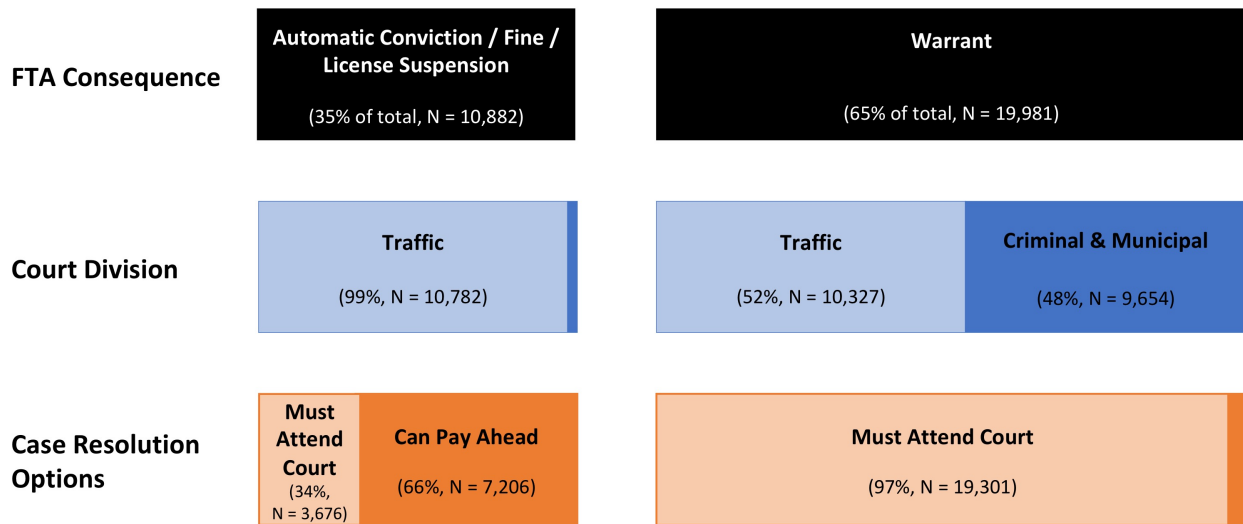 FTA Consequence
Automatic Conviction / Fine /
License Suspension
(35% of total, N = 10,882)
Warrant
(65% of total, N = 19,981)
Court Division
Traffic
(99%, N = 10,782)
Traffic
(52%, N = 10,327)
Criminal & Municipal
(48%, N = 9,654)
Case Resolution
Options
Must
Attend
Court
(34%,
N = 3,676)
Can Pay Ahead
(66%, N = 7,206)
Must Attend Court
(97%, N = 19,301)